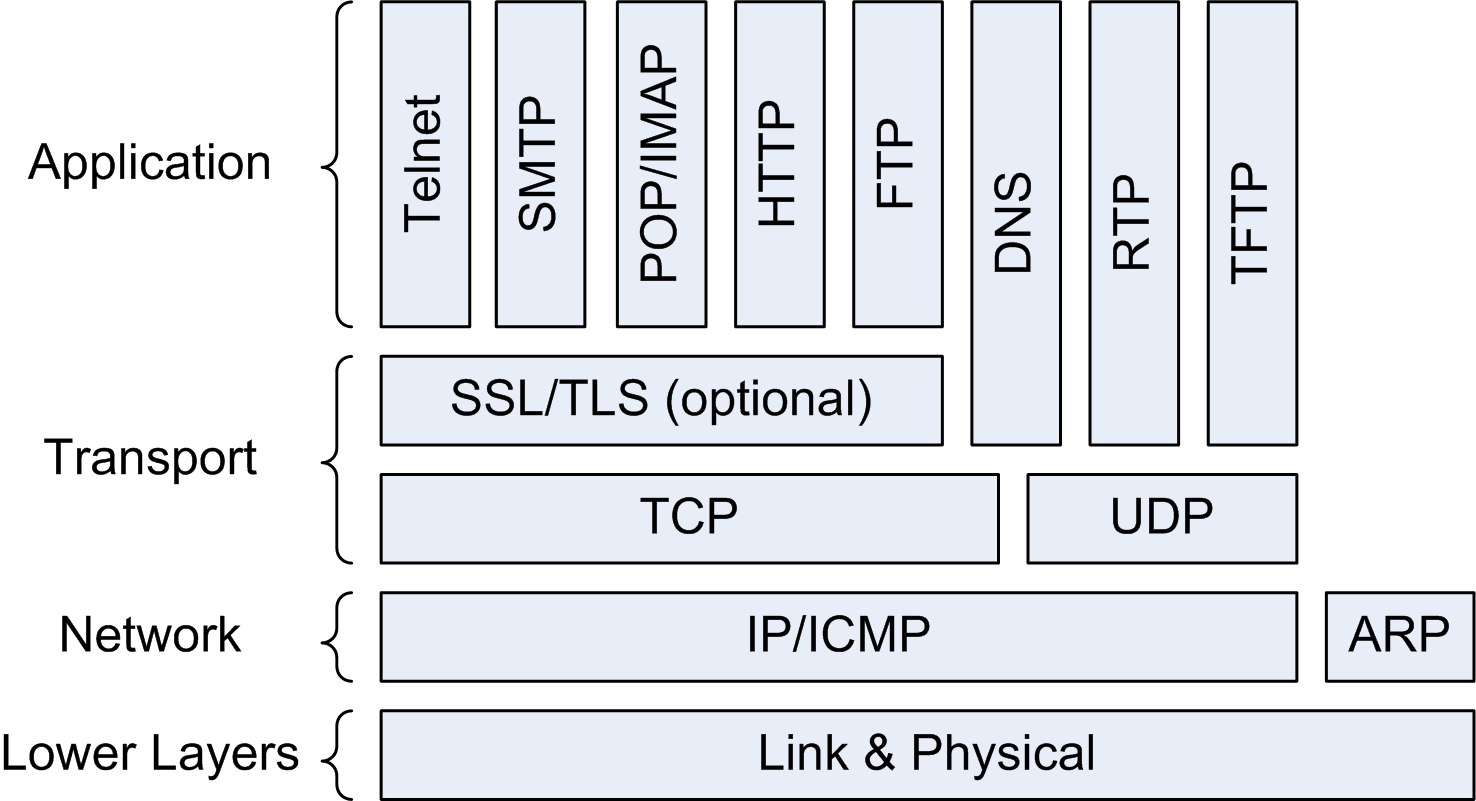 Application
Telnet
SMTP
POP/IMAP
HTTP
FTP
DNS
RTP
TFTP
Transport
SSL/TLS (optional)
TCP
UDP
Network
IP/ICMP
ARP
Lower Layers
Link & Physical